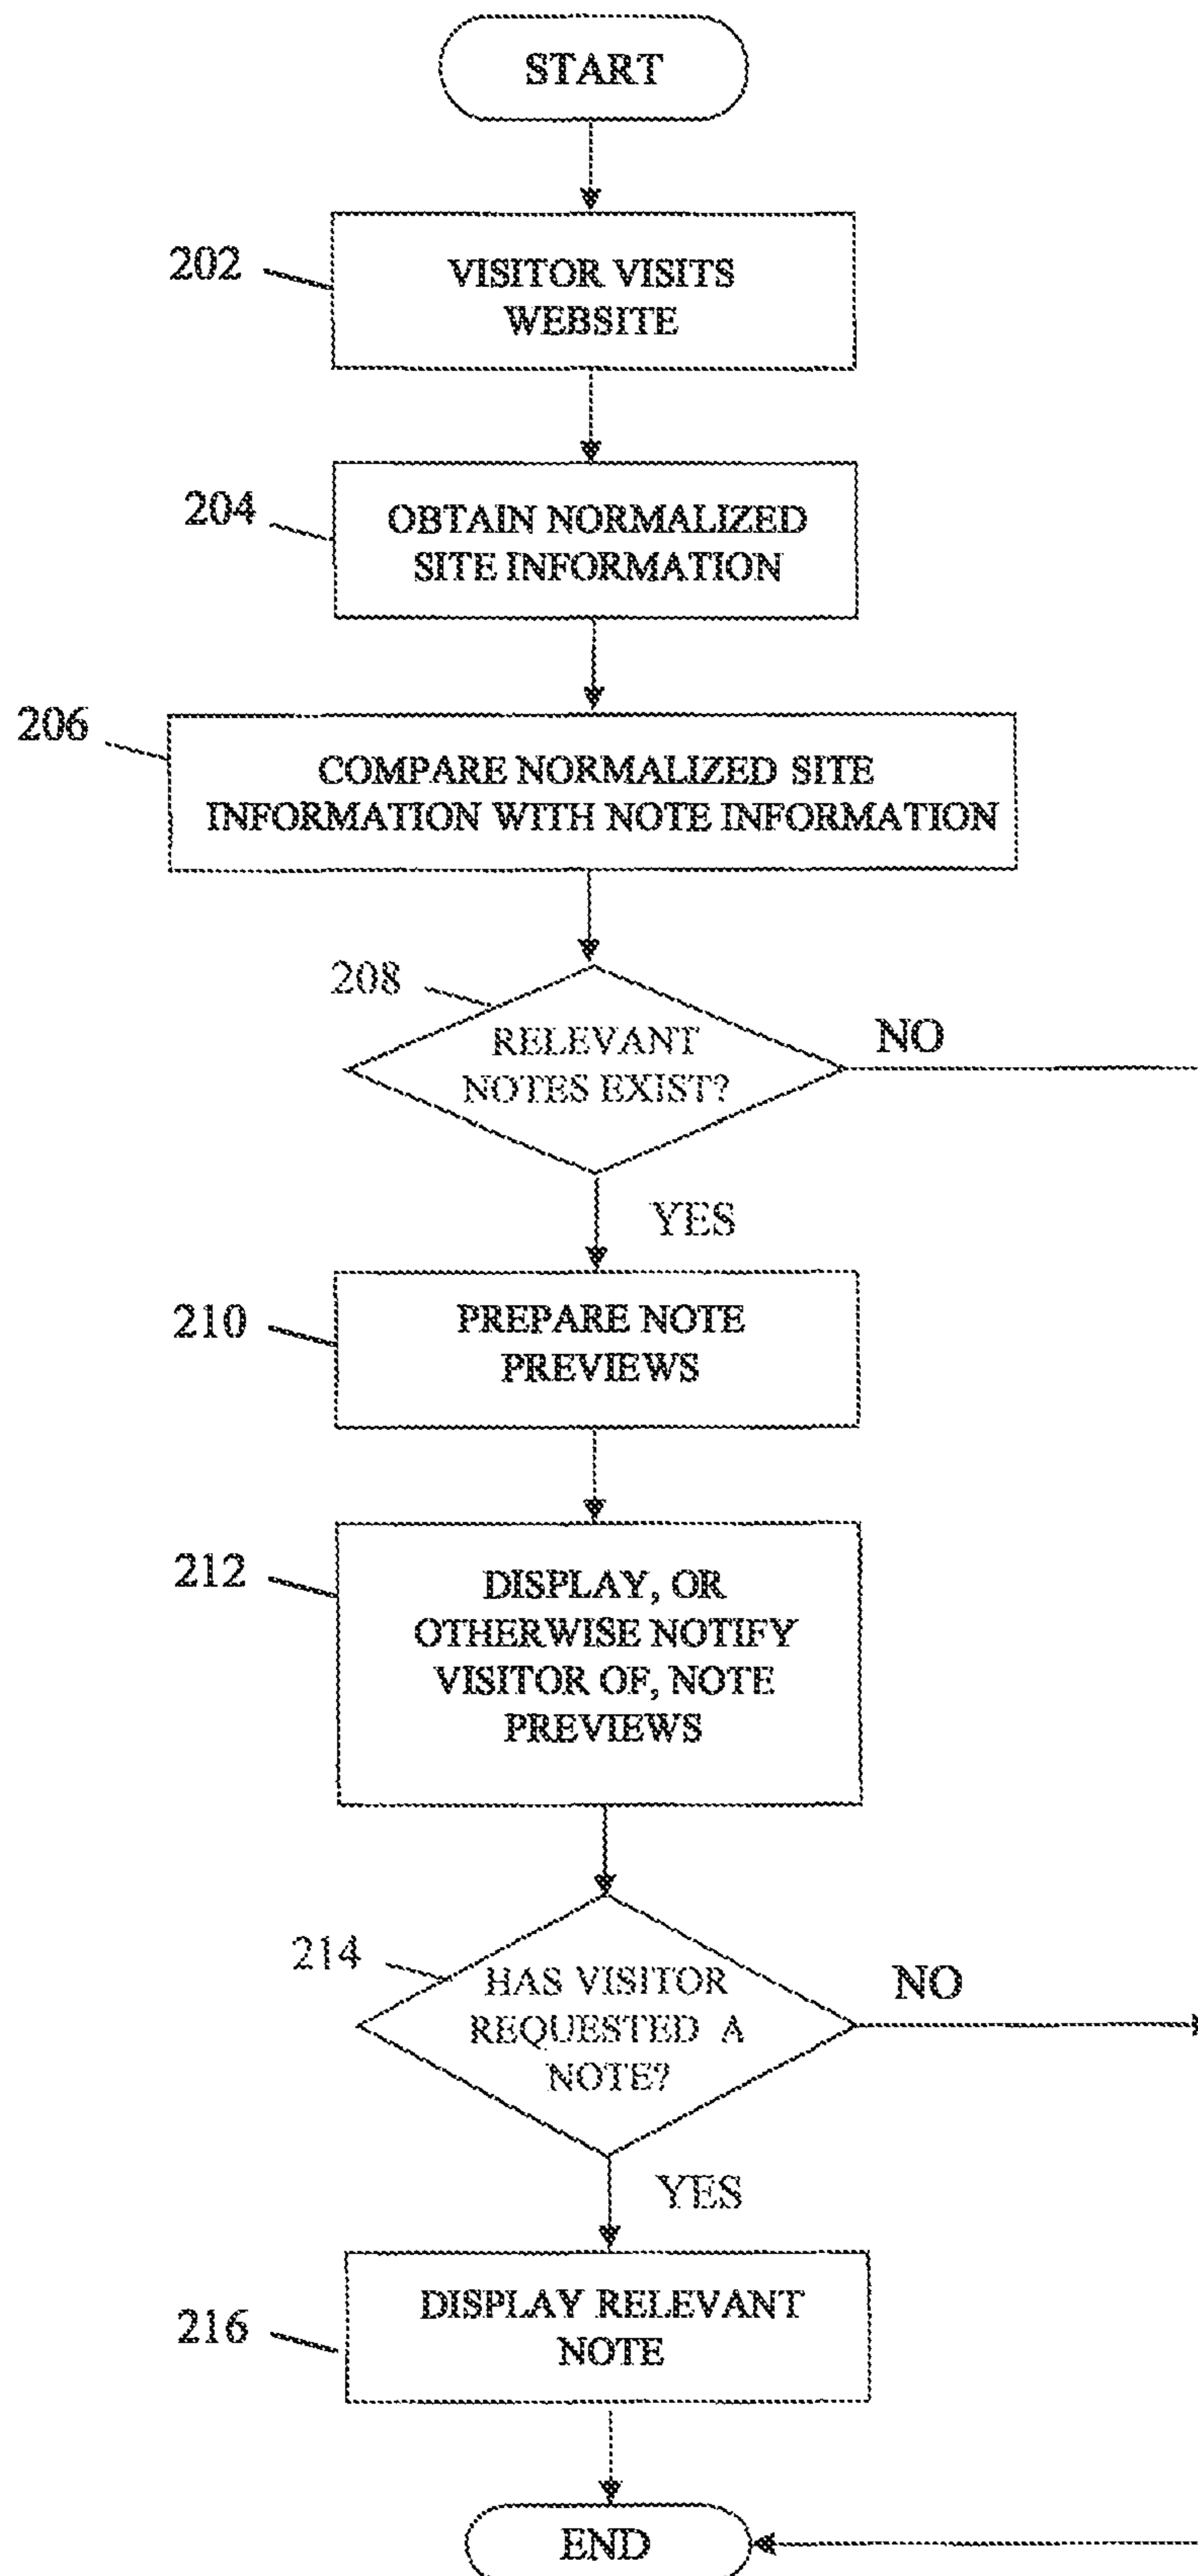 START
202
VISITOR VISITS
WEBSITE
204
OBTAIN NORMALIZED
SITE INFORMATION
206
COMPARE NORMALIZED SITE
INFORMATION WITH NOTE INFORMATION
208
RELEVANT
NOTES EXIST?
NO
YES
210
PREPARE NOTE
PREVIEWS
212
DISPLAY, OR
OTHERWISE NOTIFY
VISITOR OF, NOTE
PREVIEWS
214
HAS VISITOR
REQUESTED A
NOTE?
NO
YES
216
DISPLAY RELEVANT
NOTE
END